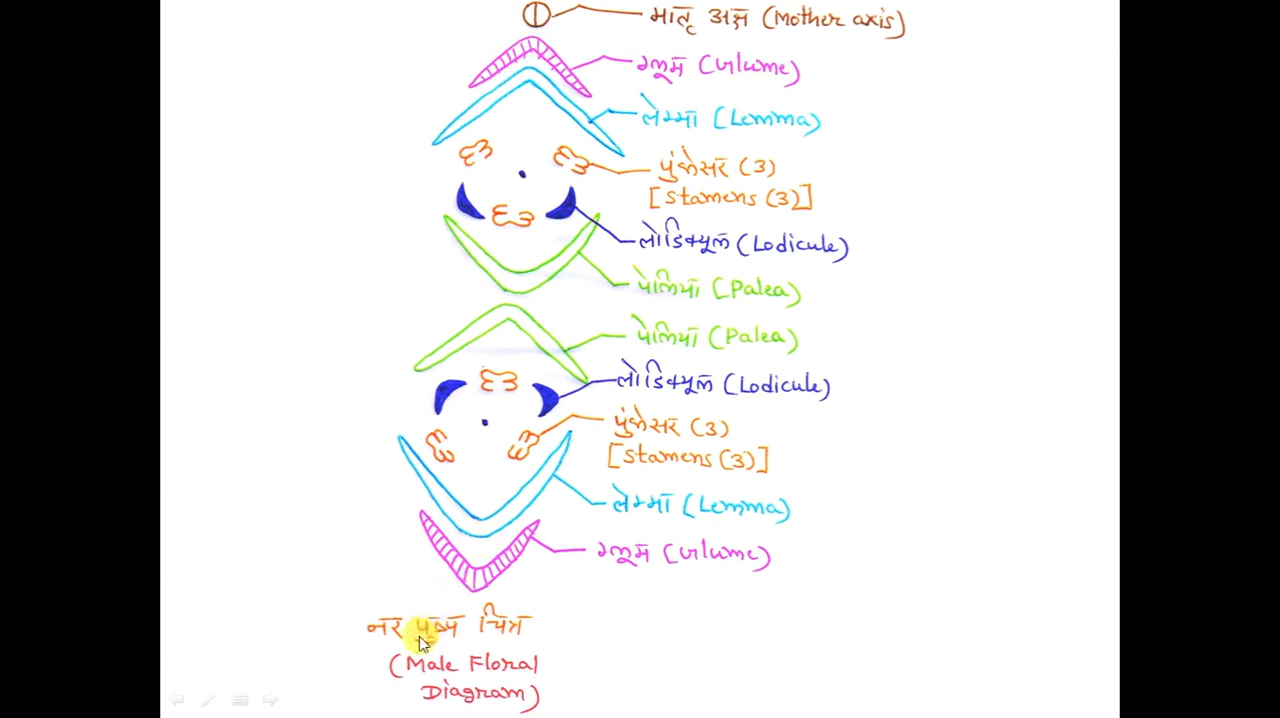 मातृ अक्ष (Mother axis)
ग्लूम (Glume)
लेम्मा (Lemma)
पुंकेसर (3)
[Stamens (3)]
लोडिक्यूल (Lodicule)
पेलिया (Palea)
पेलिया (Palea)
लोडिक्यूल (Lodicule)
पुंकेसर (3)
[Stamens (3)]
लेम्मा (Lemma)
ग्लूम (Glume)
नर पुष्प चित्र
(Male Floral
Diagram)